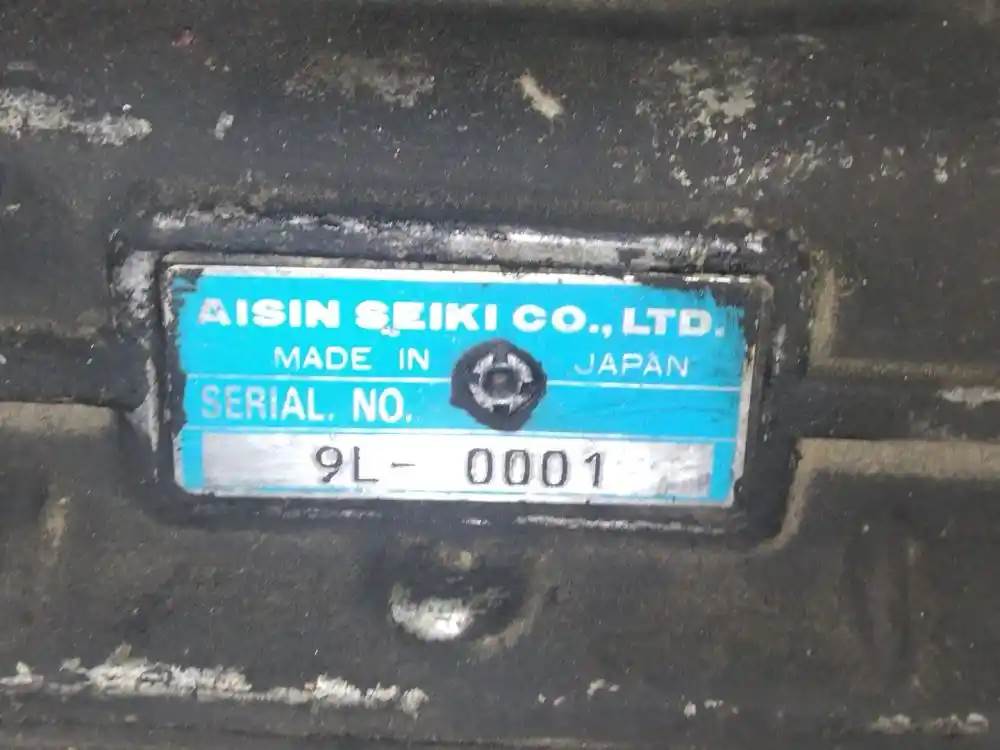 AISIN SEIKI CO., LTD.
MADE IN JAPAN
SERIAL. NO.
9L- 0001